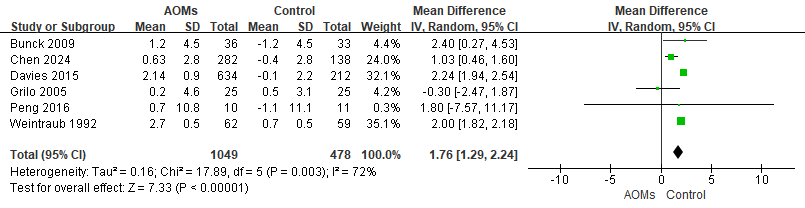 AOMs Control Mean Difference Mean Difference
Study or Subgroup Mean SD Total Mean SD Total Weight IV, Random, 95% CI IV, Random, 95% CI
Bunck 2009 1.2 4.5 36 -1.2 4.5 33 4.4% 2.40 [0.27, 4.53]
Chen 2024 0.63 2.8 282 -0.4 2.8 138 24.0% 1.03 [0.46, 1.60]
Davies 2015 2.14 0.9 634 -0.1 2.2 212 32.1% 2.24 [1.94, 2.54]
Grilo 2005 0.2 4.6 25 0.5 3.1 25 4.2% -0.30 [-2.47, 1.87]
Peng 2016 0.7 10.8 10 -1.1 11.1 11 0.3% 1.80 [-7.57, 11.17]
Weintraub 1992 2.7 0.5 62 0.7 0.5 59 35.1% 2.00 [1.82, 2.18]
Total (95% CI) 1049 478 100.0% 1.76 [1.29, 2.24]
Heterogeneity: Tau² = 0.16; Chi² = 17.89, df = 5 (P = 0.003); I² = 72%
Test for overall effect: Z = 7.33 (P < 0.00001)
-10 -5 0 5 10
AOMs Control